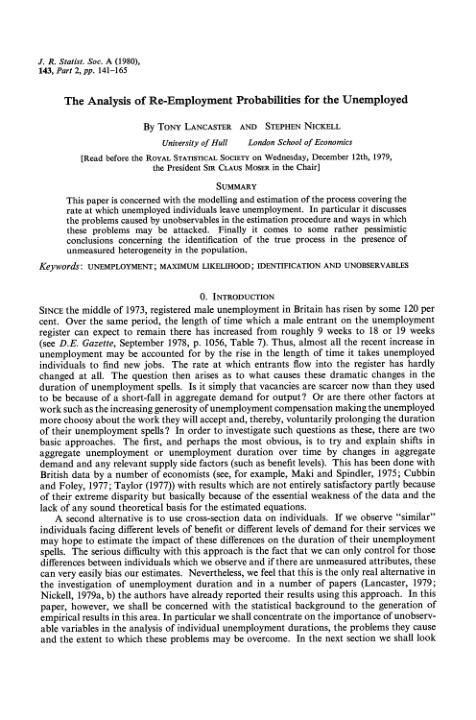 J. R. Statist. Soc. A (1980),
143, Part 2, pp. 141–165
The Analysis of Re-Employment Probabilities for the Unemployed
By TONY LANCASTER AND STEPHEN NICKELL
University of Hull London School of Economics
[Read before the ROYAL STATISTICAL SOCIETY on Wednesday, December 12th, 1979,
the President SIR CLAUS MOSER in the Chair]
SUMMARY
This paper is concerned with the modelling and estimation of the process covering the
rate at which unemployed individuals leave unemployment. In particular it discusses
the problems caused by unobservables in the estimation procedure and ways in which
these problems may be attacked. Finally it comes to some rather pessimistic
conclusions concerning the identification of the true process in the presence of
unmeasured heterogeneity in the population.
Keywords: UNEMPLOYMENT; MAXIMUM LIKELIHOOD; IDENTIFICATION AND UNOBSERVABLES
0. INTRODUCTION
SINCE the middle of 1973, registered male unemployment in Britain has risen by some 120 per
cent. Over the same period, the length of time which a male entrant on the unemployment
register can expect to remain there has increased from roughly 9 weeks to 18 or 19 weeks
(see D.E. Gazette, September 1978, p. 1056, Table 7). Thus, almost all the recent increase in
unemployment may be accounted for by the rise in the length of time it takes unemployed
individuals to find new jobs. The rate at which entrants flow into the register has hardly
changed at all. The question then arises as to what causes these dramatic changes in the
duration of unemployment spells. Is it simply that vacancies are scarcer now than they used
to be because of a short-fall in aggregate demand for output? Or are there other factors at
work such as the increasing generosity of unemployment compensation making the unemployed
more choosy about the work they will accept and, thereby, voluntarily prolonging the duration
of their unemployment spells? In order to investigate such questions as these, there are two
basic approaches. The first, and perhaps the most obvious, is to try and explain shifts in
aggregate unemployment or unemployment duration over time by changes in aggregate
demand and any relevant supply side factors (such as benefit levels). This has been done with
British data by a number of economists (see, for example, Maki and Spindler, 1975; Cubbin
and Foley, 1977; Taylor (1977)) with results which are not entirely satisfactory partly because
of their extreme disparity but basically because of the essential weakness of the data and the
lack of any sound theoretical basis for the estimated equations.
A second alternative is to use cross-section data on individuals. If we observe "similar"
individuals facing different levels of benefit or different levels of demand for their services we
may hope to estimate the impact of these differences on the duration of their unemployment
spells. The serious difficulty with this approach is the fact that we can only control for those
differences between individuals which we observe and if there are unmeasured attributes, these
can very easily bias our estimates. Nevertheless, we feel that this is the only real alternative in
the investigation of unemployment duration and in a number of papers (Lancaster, 1979;
Nickell, 1979a, b) the authors have already reported their results using this approach. In this
paper, however, we shall be concerned with the statistical background to the generation of
empirical results in this area. In particular we shall concentrate on the importance of unobserv-
able variables in the analysis of individual unemployment durations, the problems they cause
and the extent to which these problems may be overcome. In the next section we shall look